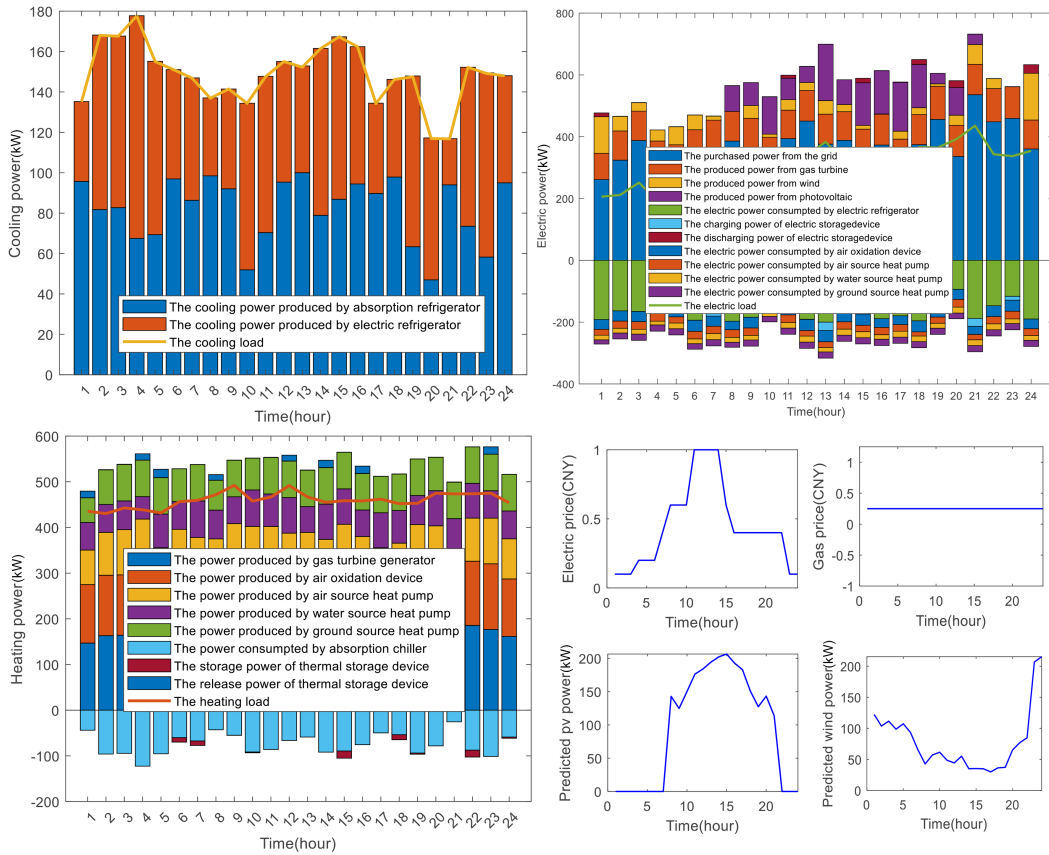 180
160
140
120
100
80
60
40
20
0
Cooling power(kW)
The cooling power produced by absorption refrigerator
The cooling power produced by electric refrigerator
The cooling load
1 2 3 4 5 6 7 8 9 10 11 12 13 14 15 16 17 18 19 20 21 22 23 24
Time(hour)
800
600
400
200
0
-200
-400
Electric power(kW)
The purchased power from the grid
The produced power from gas turbine
The produced power from wind
The produced power from photovoltaic
The electric power consumped by electric refrigerator
The charging power of electric storagedevice
The discharging power of electric storagedevice
The electric power consumped by air oxidation device
The electric power consumped by air source heat pump
The electric power consumped by water source heat pump
The electric power consumped by ground source heat pump
The electric load
1 2 3 4 5 6 7 8 9 10 11 12 13 14 15 16 17 18 19 20 21 22 23 24
Time(hour)
600
500
400
300
200
100
0
-100
-200
Heating power(kW)
The power produced by gas turbine generator
The power produced by air oxidation device
The power produced by air source heat pump
The power produced by water source heat pump
The power produced by ground source heat pump
The power consumped by absorption chiller
The storage power of thermal storage device
The release power of thermal storage device
The heating load
1 2 3 4 5 6 7 8 9 10 11 12 13 14 15 16 17 18 19 20 21 22 23 24
Time(hour)
1
0.5
0
Electric price(CNY)
0 5 10 15 20
Time(hour)
1
0.5
0
-0.5
-1
Gas price(CNY)
0 10 20
Time(hour)
200
150
100
50
0
Predicted pv power(kW)
0 5 10 15 20
Time(hour)
200
150
100
50
0
Predicted wind power(kW)
0 10 20
Time(hour)